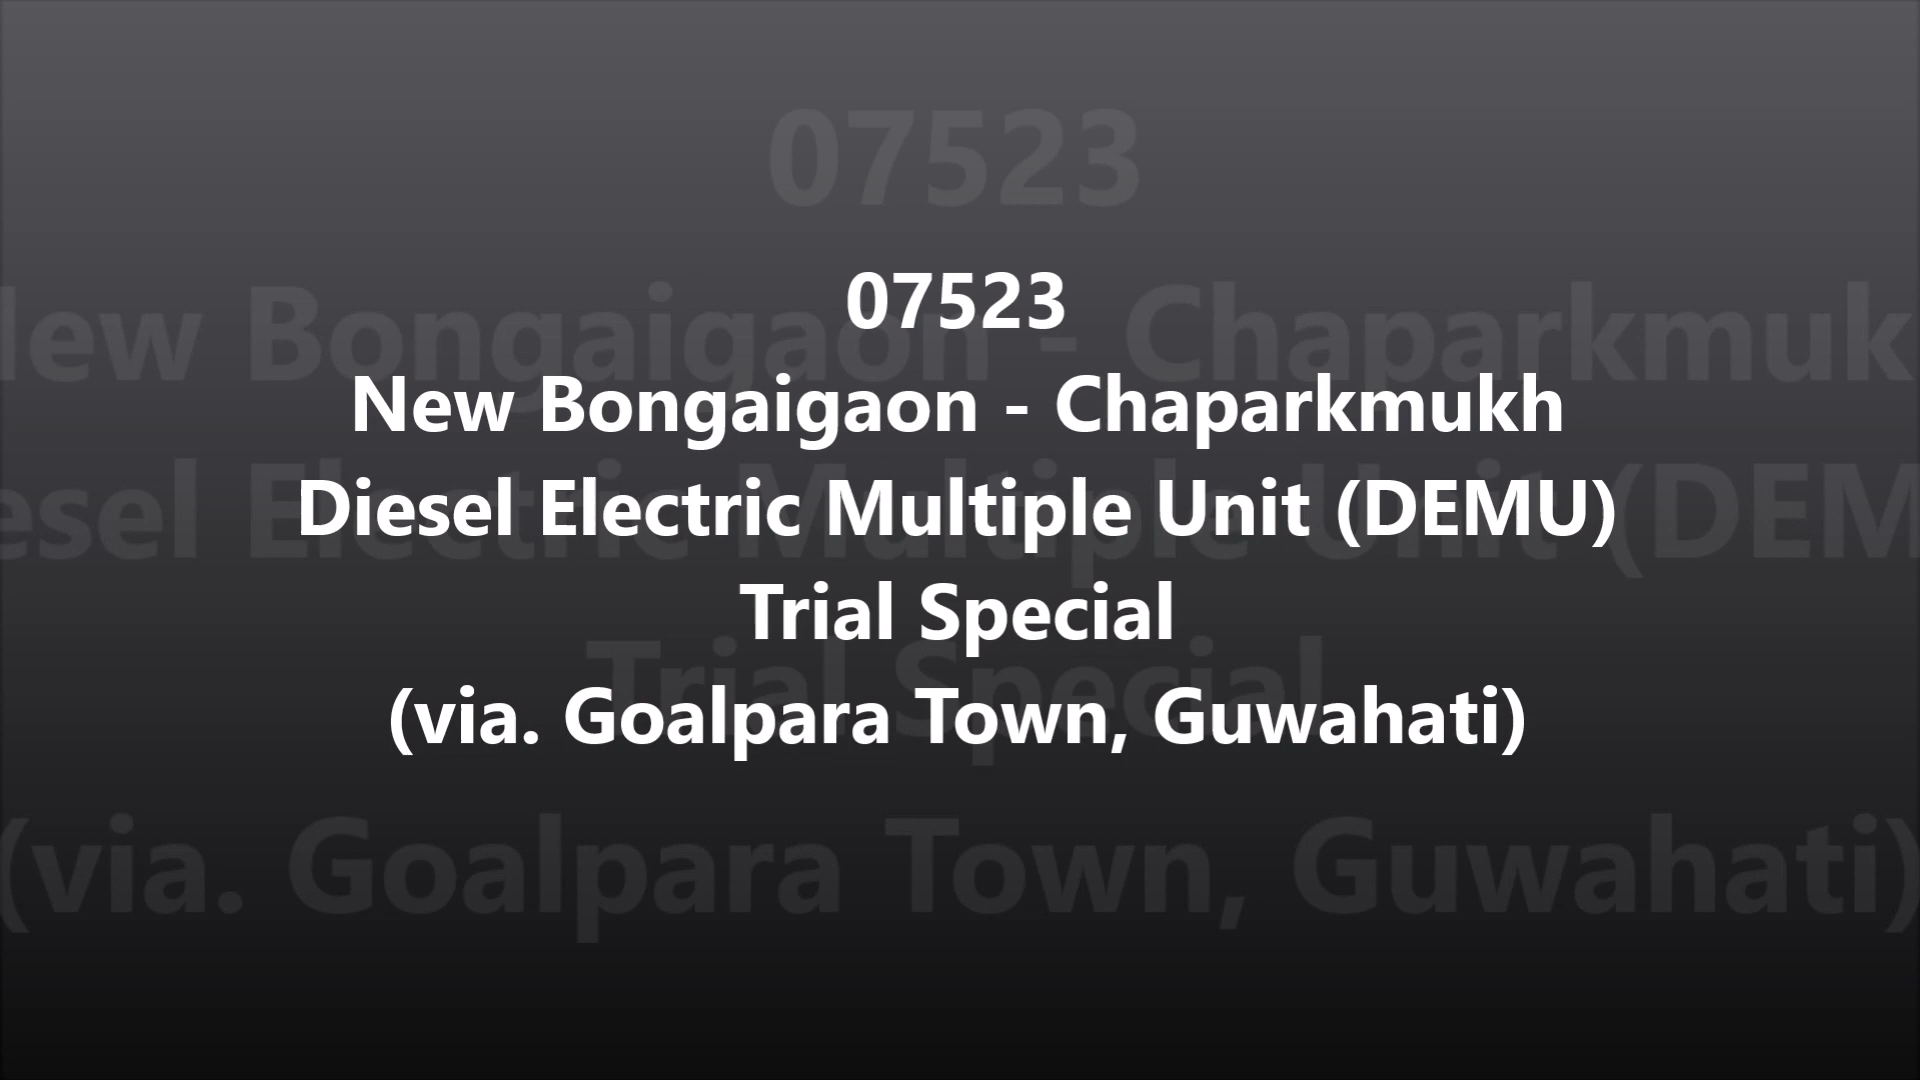 07523
New Bongaigaon - Chaparkmukh
Diesel Electric Multiple Unit (DEMU)
Trial Special
(via. Goalpara Town, Guwahati)